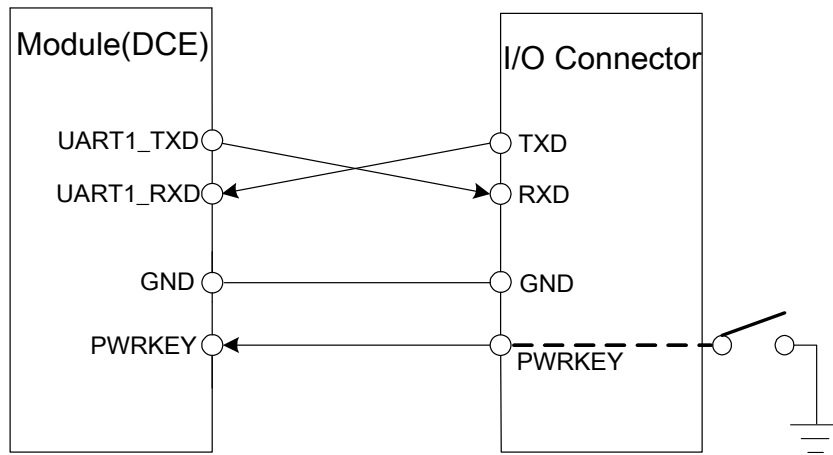 Module(DCE)
UART1_TXD
UART1_RXD
GND
PWRKEY
I/O Connector
TXD
RXD
GND
PWRKEY